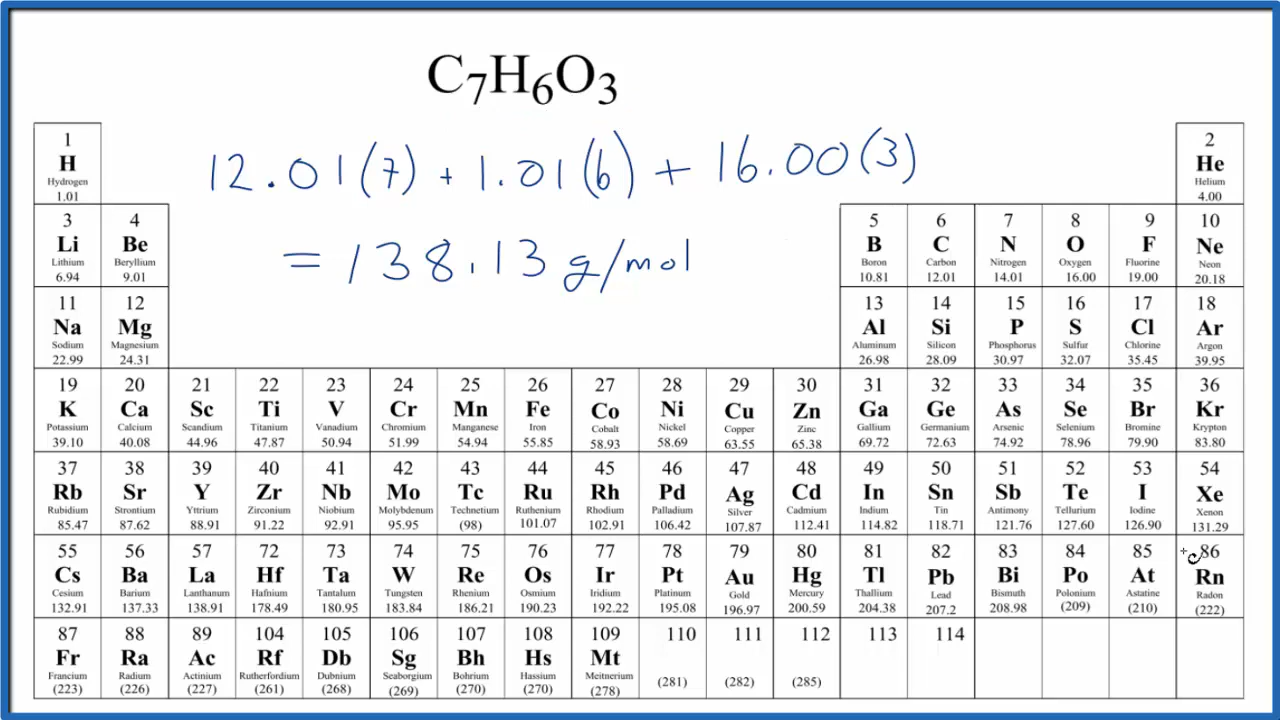 C₇H₆O₃
12.01(7) + 1.01(6) + 16.00(3)
= 138.13 g/mol
1 2
H He
Hydrogen Helium
1.01 4.00
3 4 5 6 7 8 9 10
Li Be B C N O F Ne
Lithium Beryllium Boron Carbon Nitrogen Oxygen Fluorine Neon
6.94 9.01 10.81 12.01 14.01 16.00 19.00 20.18
11 12 13 14 15 16 17 18
Na Mg Al Si P S Cl Ar
Sodium Magnesium Aluminum Silicon Phosphorus Sulfur Chlorine Argon
22.99 24.31 26.98 28.09 30.97 32.07 35.45 39.95
19 20 21 22 23 24 25 26 27 28 29 30 31 32 33 34 35 36
K Ca Sc Ti V Cr Mn Fe Co Ni Cu Zn Ga Ge As Se Br Kr
Potassium Calcium Scandium Titanium Vanadium Chromium Manganese Iron Cobalt Nickel Copper Zinc Gallium Germanium Arsenic Selenium Bromine Krypton
39.10 40.08 44.96 47.87 50.94 51.99 54.94 55.85 58.93 58.69 63.55 65.38 69.72 72.63 74.92 78.96 79.90 83.80
37 38 39 40 41 42 43 44 45 46 47 48 49 50 51 52 53 54
Rb Sr Y Zr Nb Mo Tc Ru Rh Pd Ag Cd In Sn Sb Te I Xe
Rubidium Strontium Yttrium Zirconium Niobium Molybdenum Technetium Ruthenium Rhodium Palladium Silver Cadmium Indium Tin Antimony Tellurium Iodine Xenon
85.47 87.62 88.91 91.22 92.91 95.95 (98) 101.07 102.91 106.42 107.87 112.41 114.82 118.71 121.76 127.60 126.90 131.29
55 56 57 72 73 74 75 76 77 78 79 80 81 82 83 84 85 86
Cs Ba La Hf Ta W Re Os Ir Pt Au Hg Tl Pb Bi Po At Rn
Cesium Barium Lanthanum Hafnium Tantalum Tungsten Rhenium Osmium Iridium Platinum Gold Mercury Thallium Lead Bismuth Polonium Astatine Radon
132.91 137.33 138.91 178.49 180.95 183.84 186.21 190.23 192.22 195.08 196.97 200.59 204.38 207.2 208.98 (209) (210) (222)
87 88 89 104 105 106 107 108 109 110 111 112 113 114
Fr Ra Ac Rf Db Sg Bh Hs Mt
Francium Radium Actinium Rutherfordium Dubnium Seaborgium Bohrium Hassium Meitnerium
(223) (226) (227) (261) (268) (269) (270) (270) (278) (281) (282) (285)